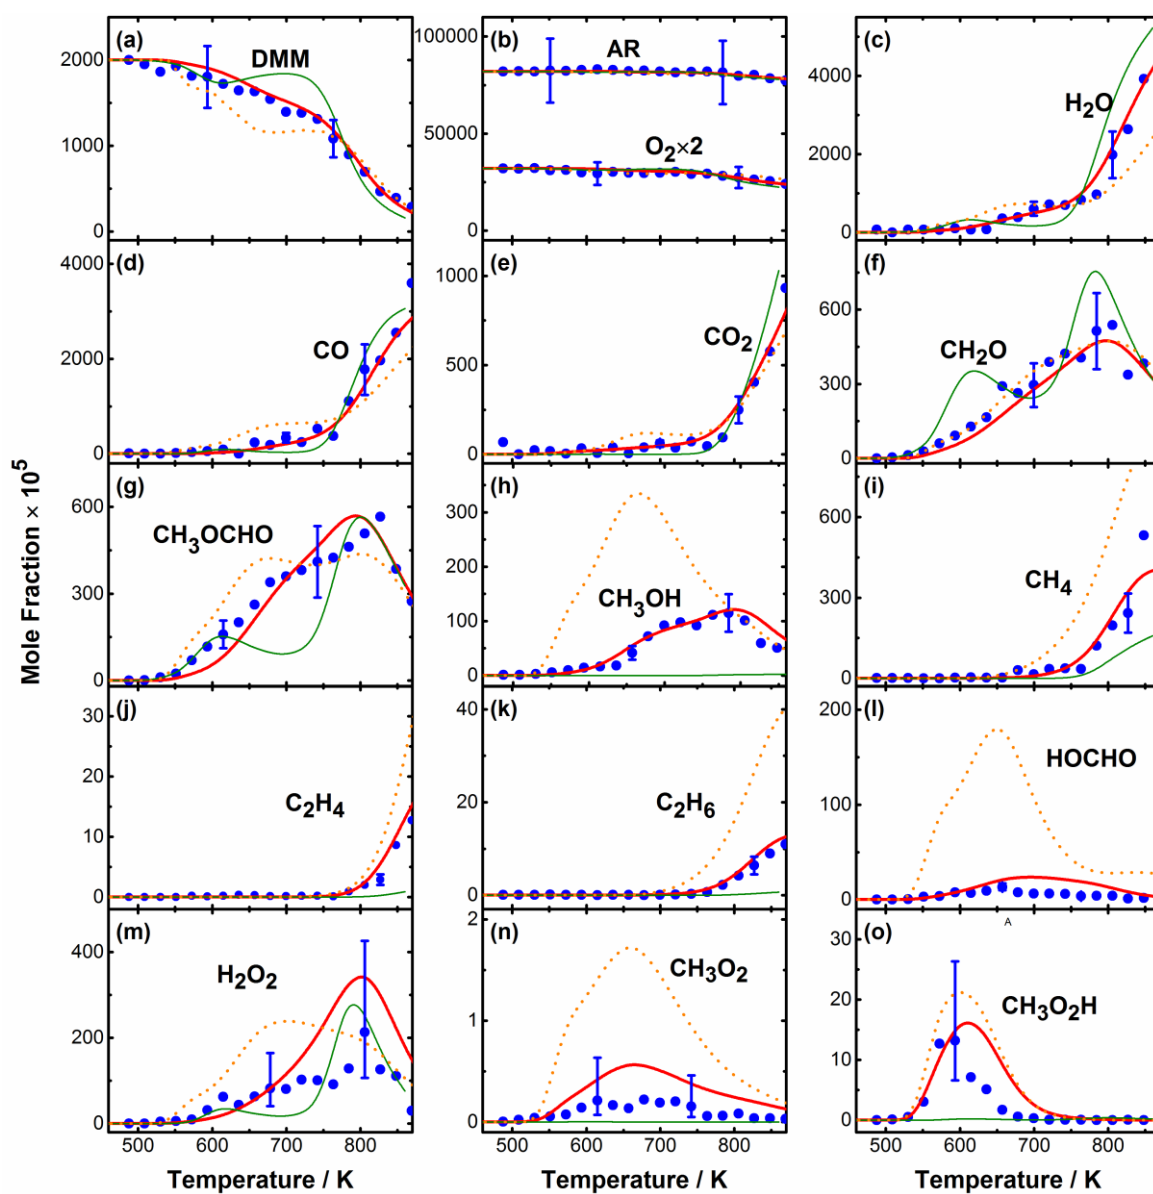 (a)
DMM
2000
1000
0
(b)
AR
O₂×2
100000
50000
0
(c)
H₂O
4000
2000
0
(d)
CO
4000
2000
0
(e)
CO₂
1000
500
0
(f)
CH₂O
600
300
0
(g)
CH₃OCHO
600
400
200
0
(h)
CH₃OH
300
200
100
0
(i)
CH₄
600
300
0
(j)
C₂H₄
30
20
10
0
(k)
C₂H₆
40
20
0
(l)
HOCHO
200
100
0
(m)
H₂O₂
400
200
0
(n)
CH₃O₂
2
1
0
(o)
A
CH₃O₂H
30
20
10
0
500 600 700 800
500 600 700 800
500 600 700 800
Temperature / K
Temperature / K
Temperature / K
Mole Fraction × 10⁵